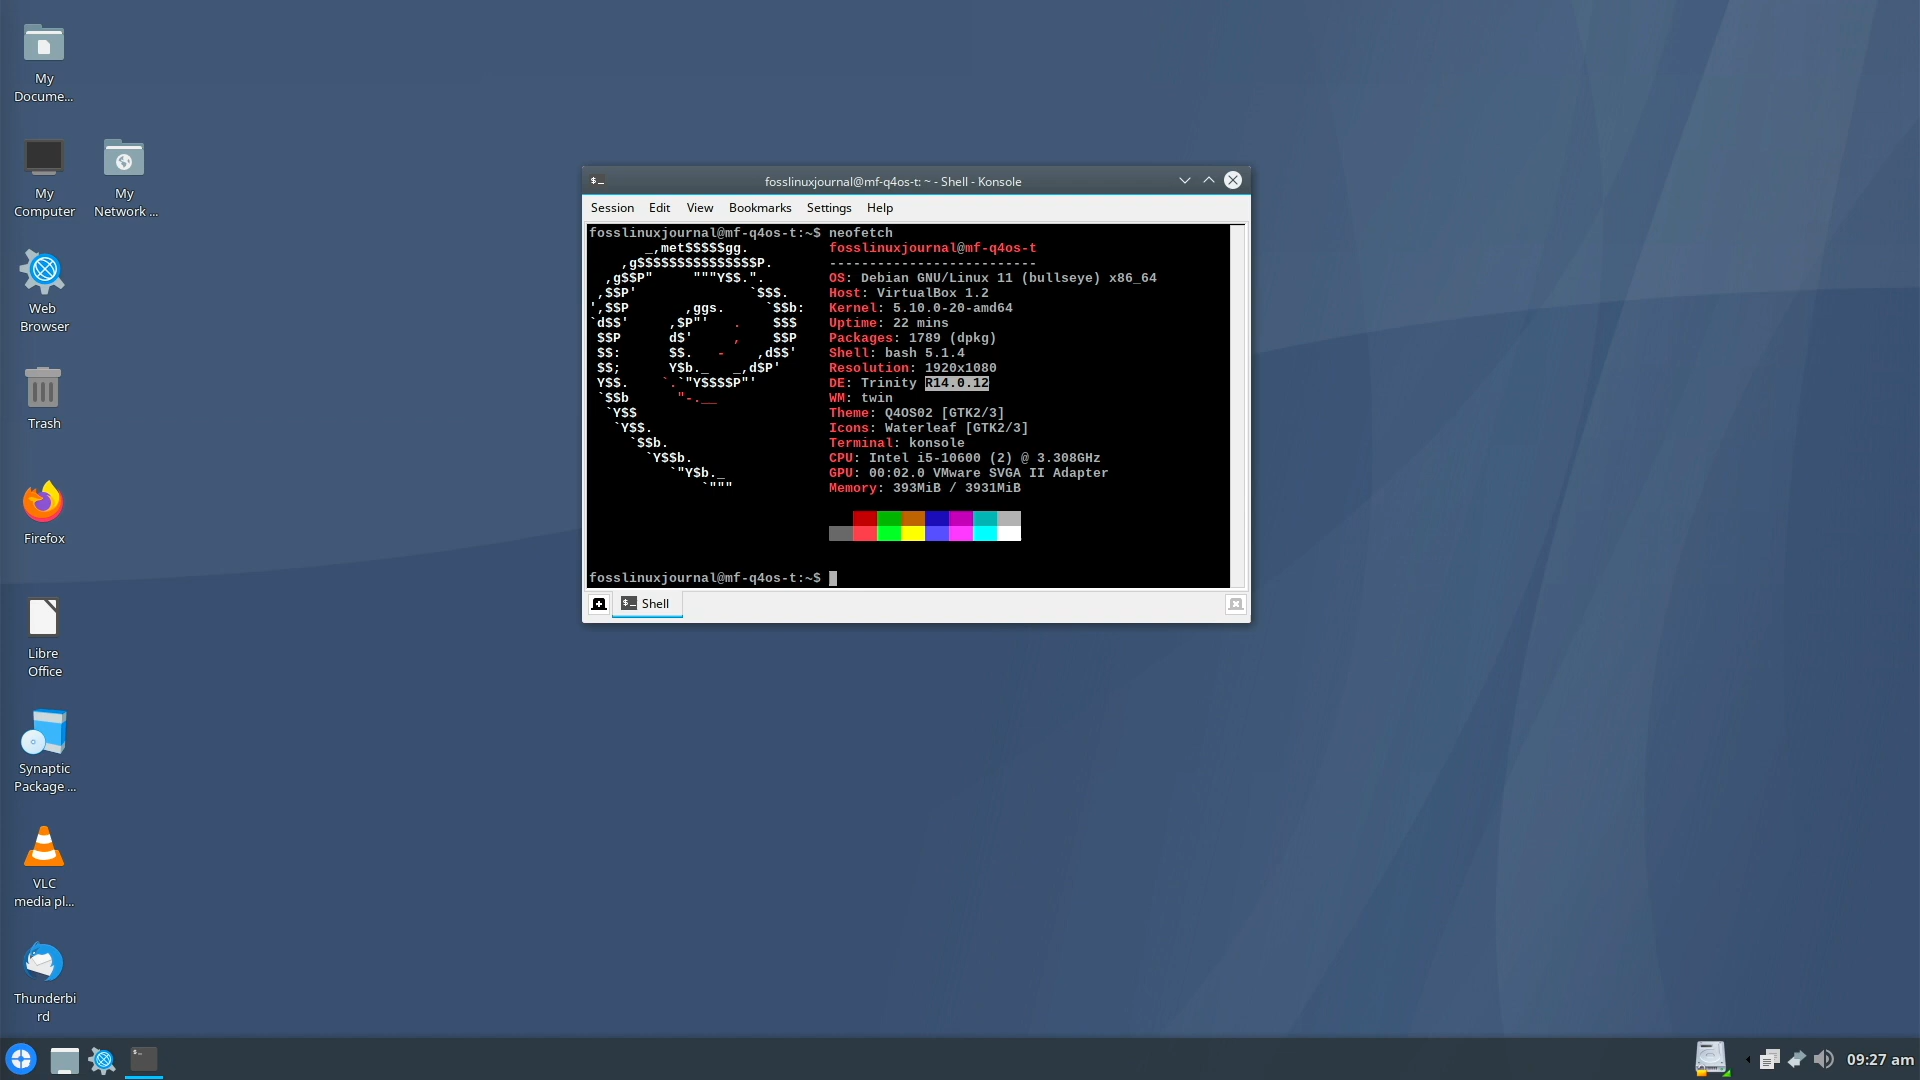 My
Docume...
My
Computer
My
Network ...
Web
Browser
Trash
Firefox
Libre
Office
Synaptic
Package ...
VLC
media pl...
Thunderbi
rd
fosslinuxjournal@mf-q4os-t: ~ - Shell - Konsole
Session Edit View Bookmarks Settings Help
fosslinuxjournal@mf-q4os-t:~$ neofetch
_,met$$$$$gg. fosslinuxjournal@mf-q4os-t
,g$$$$$$$$$$$$$$$P. --------------------------
,g$$P" """Y$$.". OS: Debian GNU/Linux 11 (bullseye) x86_64
,$$P' `$$$. Host: VirtualBox 1.2
',$$P ,ggs. `$$b: Kernel: 5.10.0-20-amd64
`d$$' ,$P"' . $$$ Uptime: 22 mins
$$P d$' , $$P Packages: 1789 (dpkg)
$$: $$. - ,d$$' Shell: bash 5.1.4
$$; Y$b._ _,d$P' Resolution: 1920x1080
Y$$. `.`"Y$$$$P"' DE: Trinity R14.0.12
`$$b "-.__ WM: twin
`Y$$ Theme: Q4OS02 [GTK2/3]
`Y$$. Icons: Waterleaf [GTK2/3]
`$$b. Terminal: konsole
`Y$$b. CPU: Intel i5-10600 (2) @ 3.308GHz
`"Y$b._ GPU: 00:02.0 VMware SVGA II Adapter
`""" Memory: 393MiB / 3931MiB
fosslinuxjournal@mf-q4os-t:~$
Shell
09:27 am